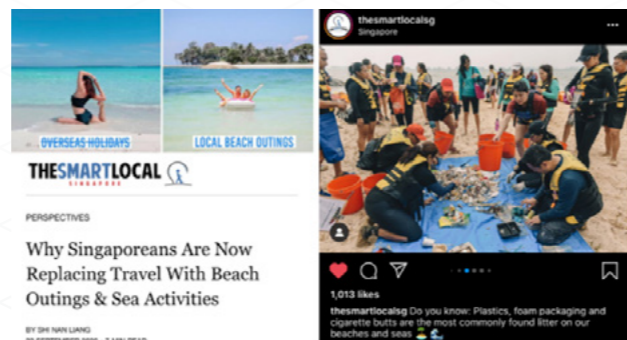 OVERSEAS HOLIDAYS
LOCAL BEACH OUTINGS
THESMARTLOCAL
SINGAPORE
PERSPECTIVES
Why Singaporeans Are Now
Replacing Travel With Beach
Outings & Sea Activities
BY SHI NAN LIANG
thesmartlocalsg
Singapore
1,013 likes
thesmartlocalsg Do you know: Plastics, foam packaging and
cigarette butts are the most commonly found litter on our
beaches and seas